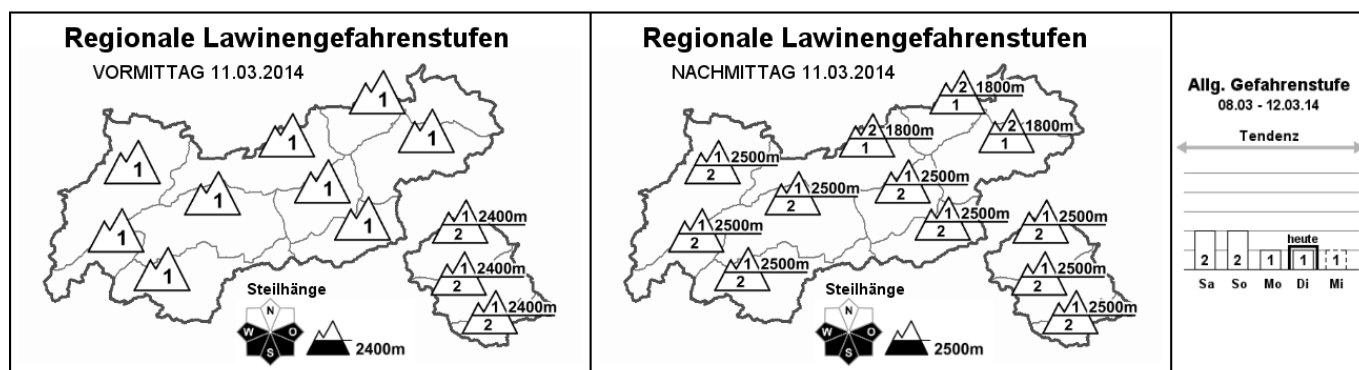 Regionale Lawinengefahrenstufen
VORMITTAG 11.03.2014
1
1
1
1
1
1
1
1
1
1 2400m
2
1 2400m
2
1 2400m
2
Steilhänge
N
W O
S
2400m
Regionale Lawinengefahrenstufen
NACHMITTAG 11.03.2014
2 1800m
1
2 1800m
1
2 1800m
1
1 2500m
2
1 2500m
2
1 2500m
2
1 2500m
2
1 2500m
2
1 2500m
2
1 2500m
2
1 2500m
2
1 2500m
2
Steilhänge
N
W O
S
2500m
Allg. Gefahrenstufe
08.03 - 12.03.14
Tendenz
heute
2 2 1 1 1
Sa So Mo Di Mi